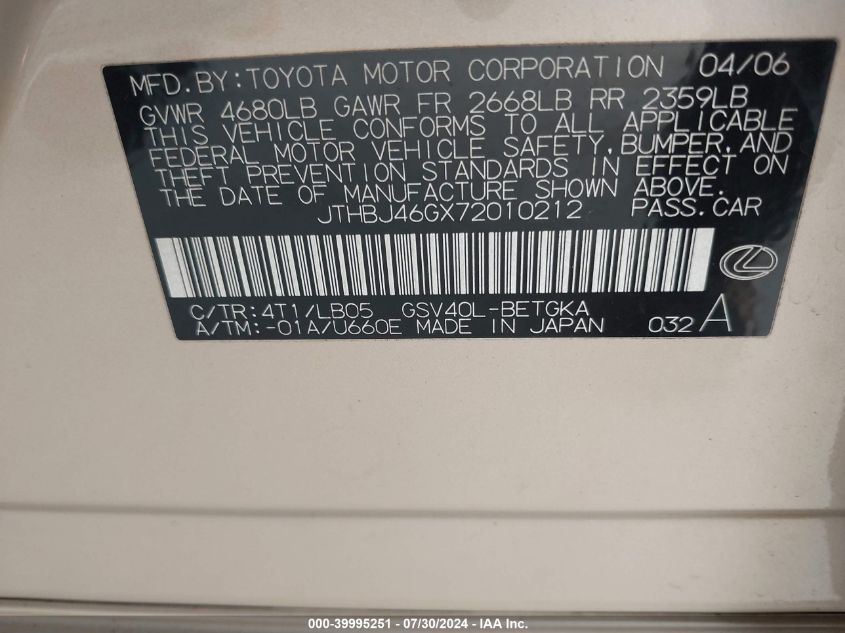 MFD. BY: TOYOTA MOTOR CORPORATION 04/06
GVWR 4680LB GAWR FR 2668LB RR 2359LB
THIS VEHICLE CONFORMS TO ALL APPLICABLE
FEDERAL MOTOR VEHICLE SAFETY, BUMPER, AND
THEFT PREVENTION STANDARDS IN EFFECT ON
THE DATE OF MANUFACTURE SHOWN ABOVE.
JTHBJ46GX72010212 PASS. CAR
C/TR: 4T1/LB05 GSV40L-BETGKA
A/TM: -01A/U660E MADE IN JAPAN 032 A
000-39995251 - 07/30/2024 - IAA Inc.